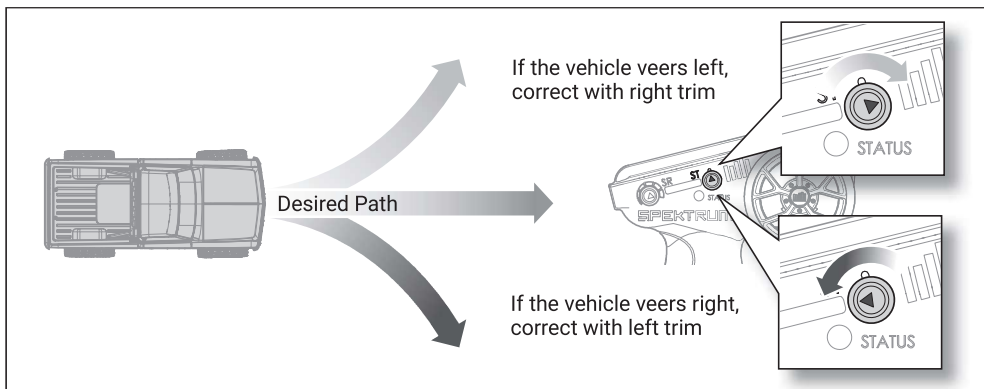 If the vehicle veers left,
correct with right trim
STATUS
Desired Path
SR
ST
STATUS
SPEKTRUM
If the vehicle veers right,
correct with left trim
STATUS